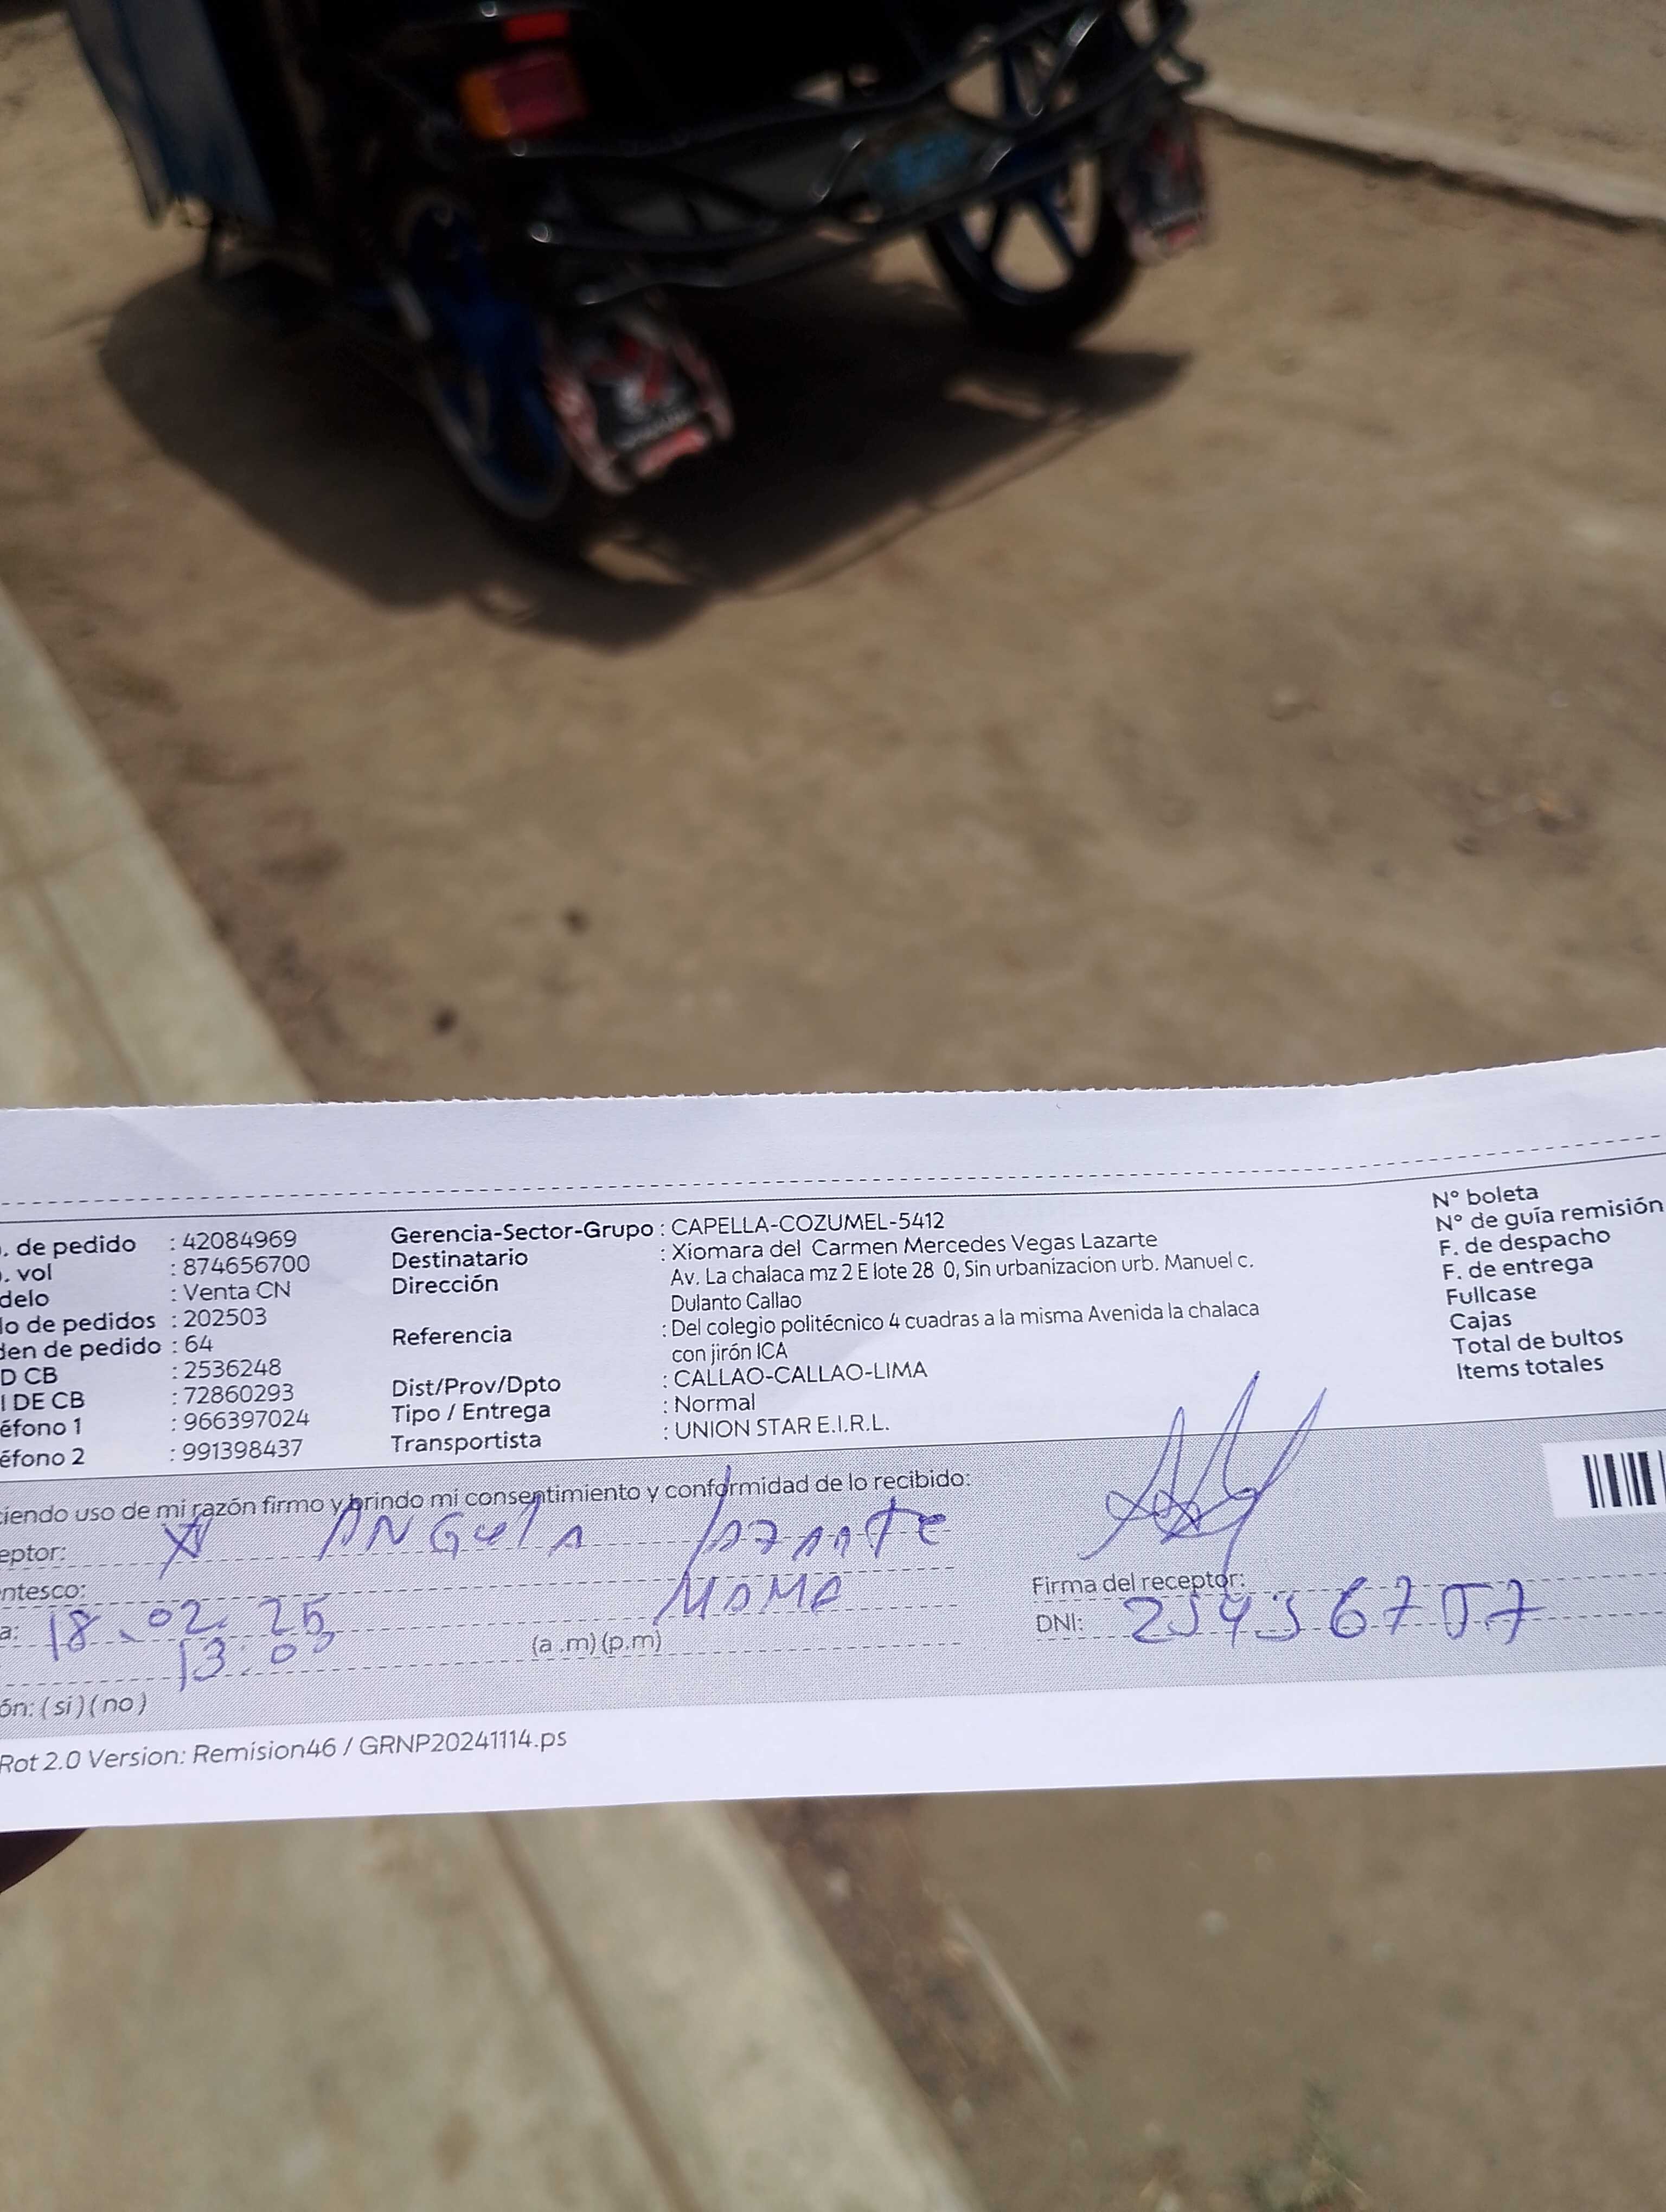 . de pedido : 42084969
. vol : 874656700
delo : Venta CN
lo de pedidos : 202503
den de pedido : 64
D CB : 2536248
I DE CB : 72860293
éfono 1 : 966397024
éfono 2 : 991398437
Gerencia-Sector-Grupo : CAPELLA-COZUMEL-5412
Destinatario : Xiomara del Carmen Mercedes Vegas Lazarte
Dirección Av. La chalaca mz 2 E lote 28 0, Sin urbanizacion urb. Manuel c.
Dulanto Callao
Referencia : Del colegio politécnico 4 cuadras a la misma Avenida la chalaca
con jirón ICA
Dist/Prov/Dpto : CALLAO-CALLAO-LIMA
Tipo / Entrega : Normal
Transportista : UNION STAR E.I.R.L.
N° boleta
N° de guía remisión
F. de despacho
F. de entrega
Fullcase
Cajas
Total de bultos
Items totales
ciendo uso de mi razón firmo y brindo mi consentimiento y conformidad de lo recibido:
eptor: X ANGELA lazarte
ntesco: MAMA
a: 18.02.25
13:03 (a.m)(p.m)
Firma del receptor:
DNI:
ón: (si)(no)
Rot 2.0 Version: Remision46 / GRNP20241114.ps